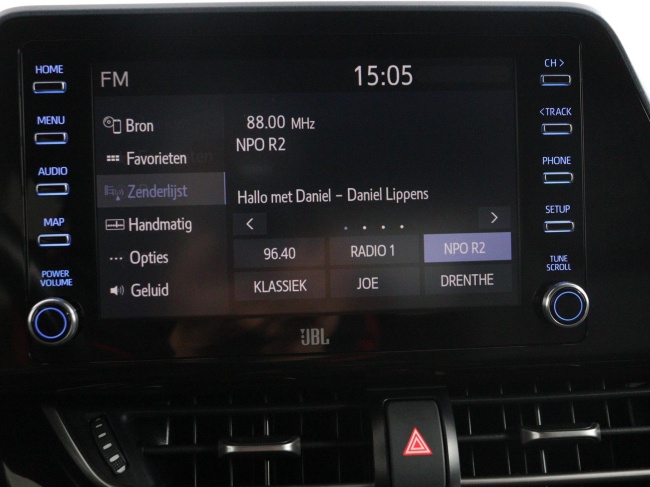 FM 15:05
HOME
MENU
AUDIO
MAP
POWER
VOLUME
Bron
Favorieten
Zenderlijst
Handmatig
Opties
Geluid
88.00 MHz
NPO R2
Hallo met Daniel – Daniel Lippens
< >
96.40 RADIO 1 NPO R2
KLASSIEK JOE DRENTHE
CH >
< TRACK
PHONE
SETUP
TUNE
SCROLL
JBL